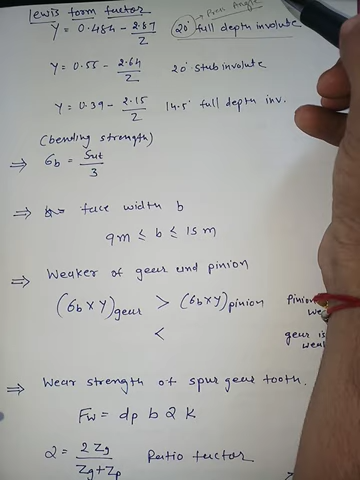 Lewis form factor
→ Press Angle
Y = 0.484 - 2.87/Z 20° full depth involute
Y = 0.55 - 2.64/Z 20° stub involute
Y = 0.39 - 2.15/Z 14.5° full depth inv.
(bending strength)
⇒ σb = Sut/3
⇒ face width b
9m ≤ b ≤ 15m
⇒ Weaker of gear and pinion
(σb×Y)gear > (σb×Y)pinion Pinion
<
gear is
⇒ Wear strength of spur gear tooth.
Fw = dp b Q K
Q = 2Zg/Zg+Zp Ratio factor